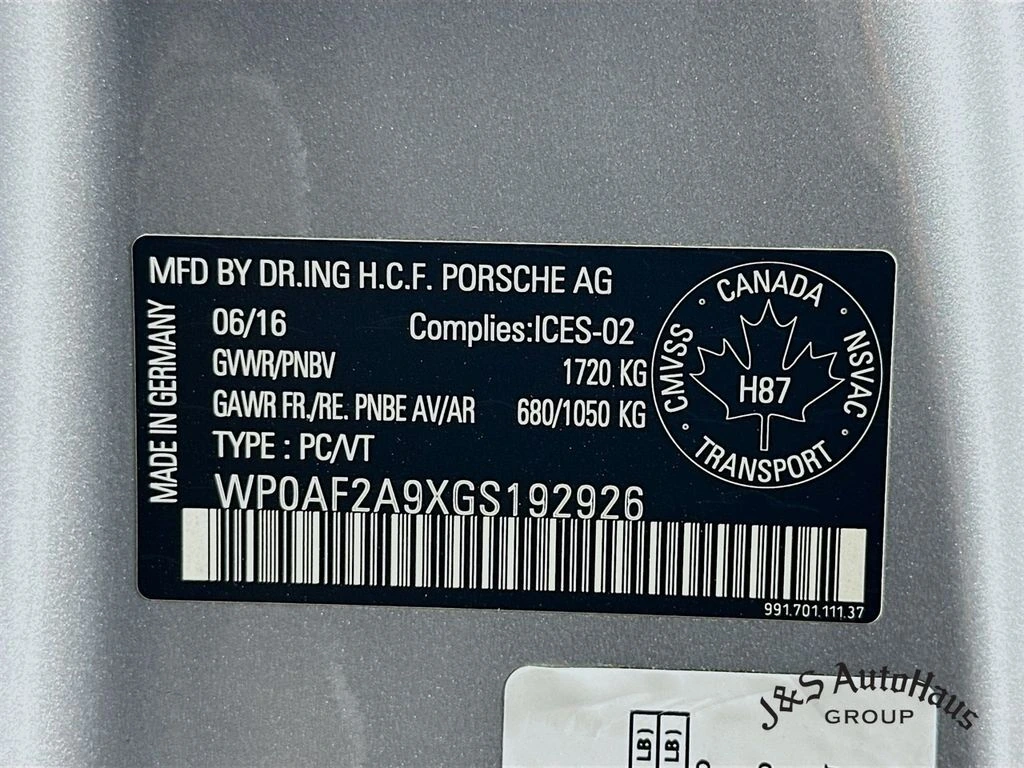 MFD BY DR.ING H.C.F. PORSCHE AG
06/16 Complies:ICES-02
GVWR/PNBV 1720 KG
GAWR FR./RE. PNBE AV/AR 680/1050 KG
TYPE : PC/VT
WP0AF2A9XGS192926
991.701.111.37
MADE IN GERMANY
CANADA
CMVSS
NSVAC
H87
TRANSPORT
LB)
LB)
J&S AutoHaus
GROUP